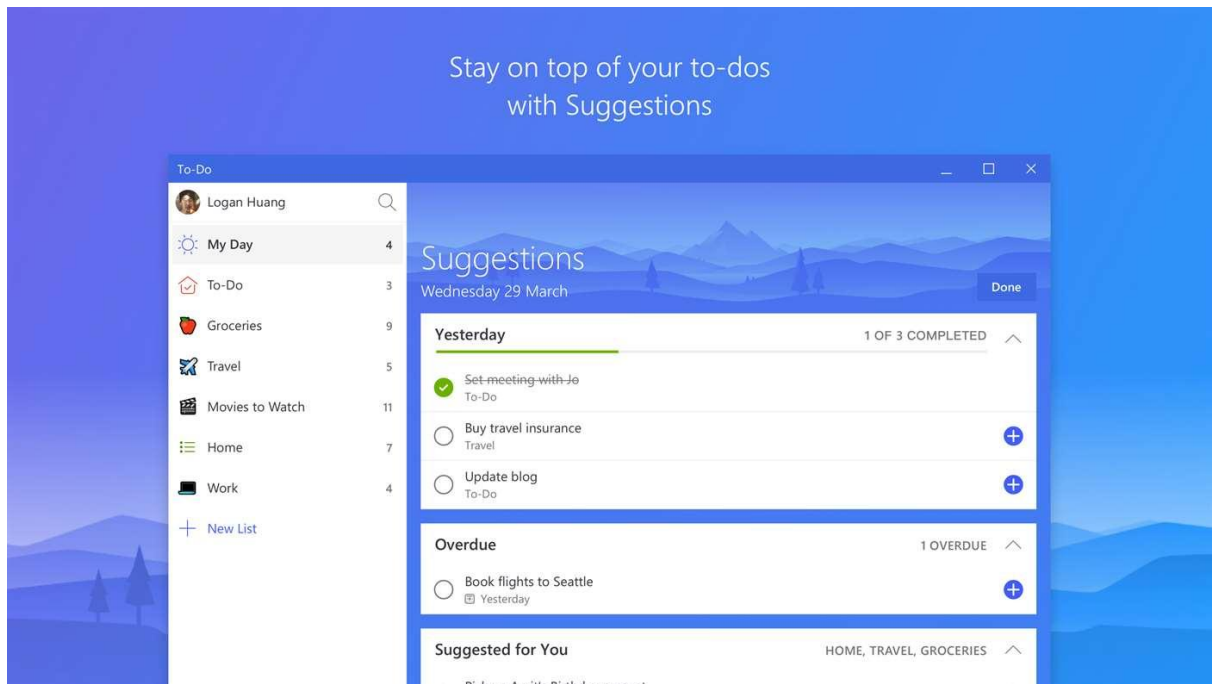 Stay on top of your to-dos
with Suggestions
To-Do
Logan Huang
My Day 4
To-Do 3
Groceries 9
Travel 5
Movies to Watch 11
Home 7
Work 4
New List
Suggestions
Wednesday 29 March
Done
Yesterday 1 OF 3 COMPLETED
Set meeting with Jo
To-Do
Buy travel insurance
Travel
Update blog
To-Do
Overdue 1 OVERDUE
Book flights to Seattle
Yesterday
Suggested for You HOME, TRAVEL, GROCERIES